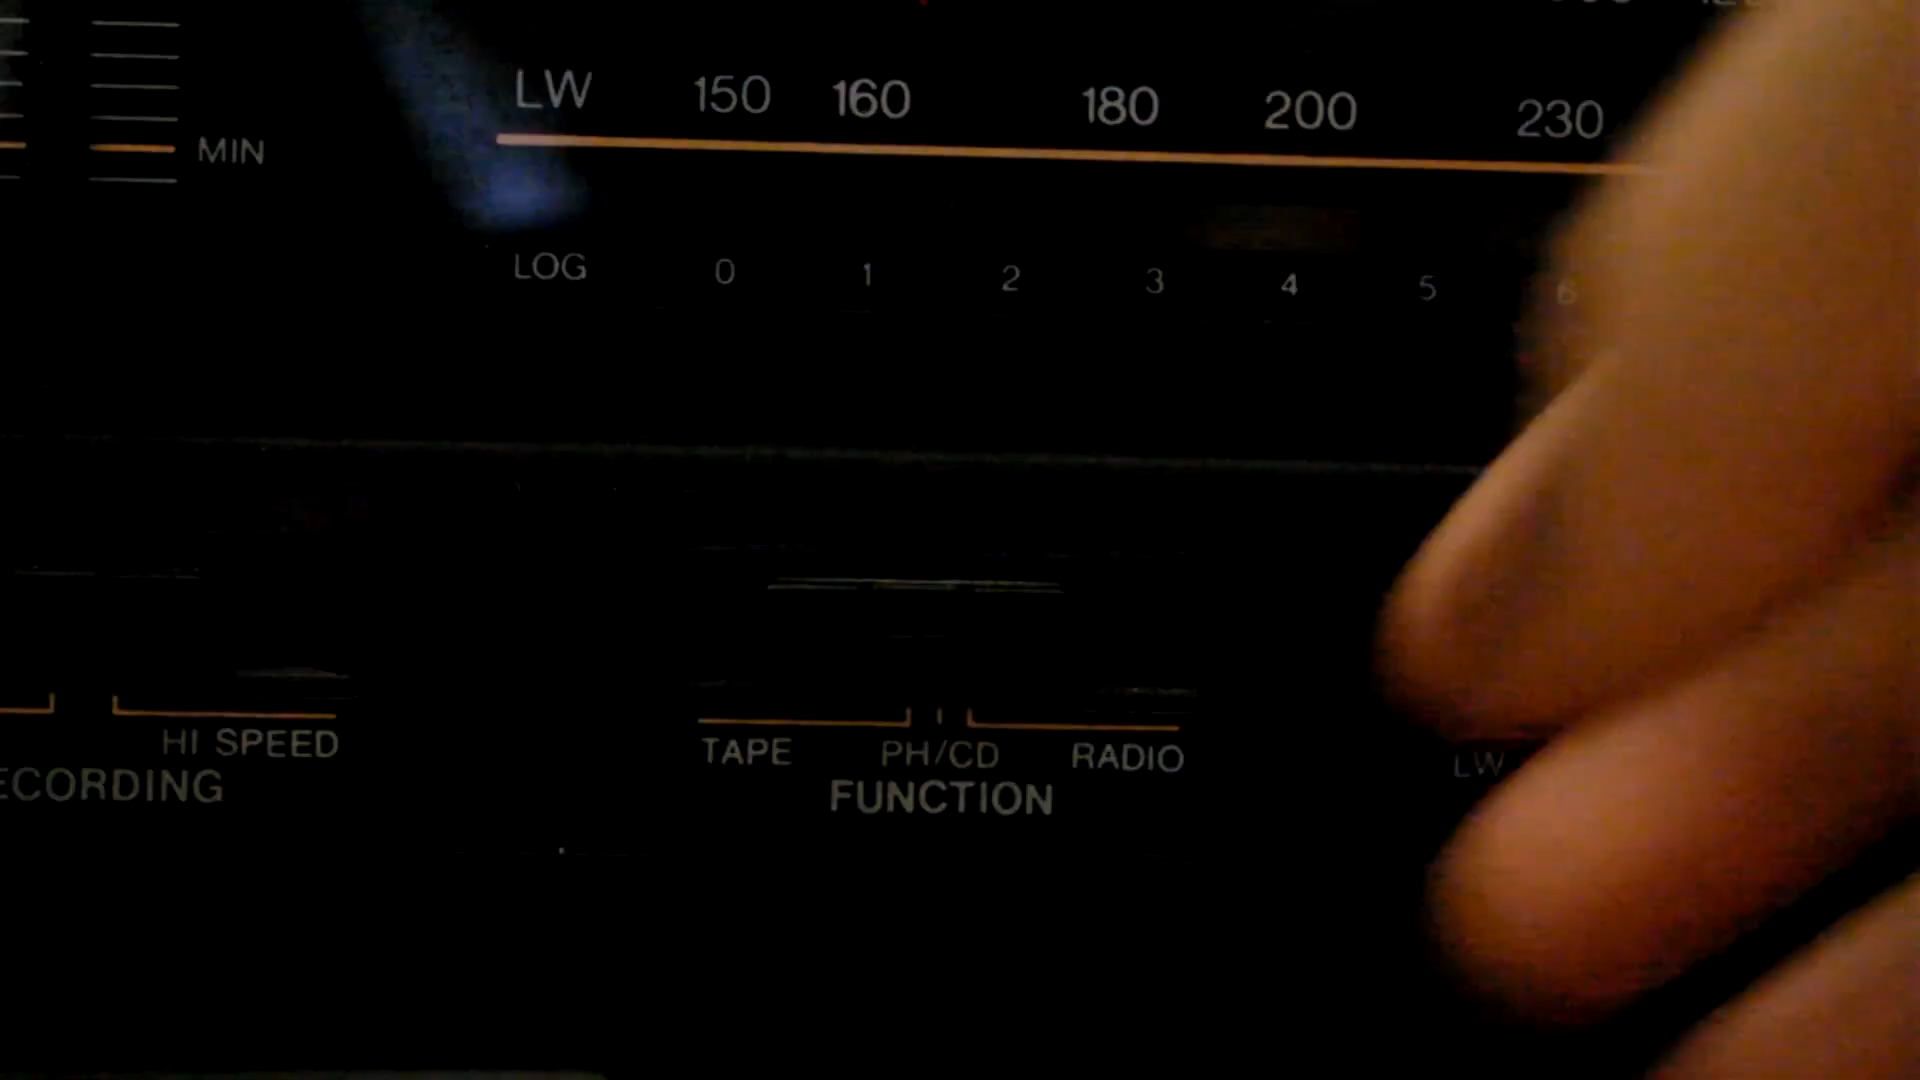 LW 150 160 180 200 230
MIN
LOG 0 1 2 3 4 5 6
HI SPEED
TAPE PH/CD RADIO
LW
ECORDING
FUNCTION